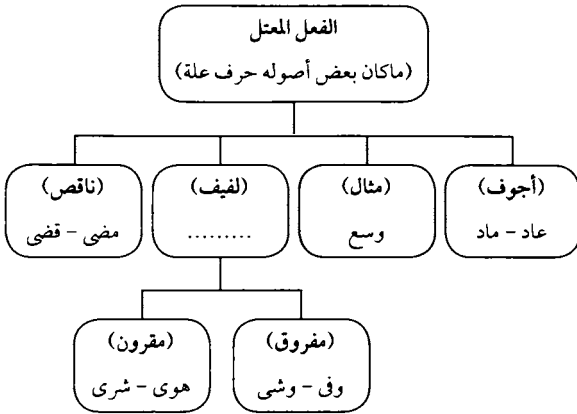 الفعل المعتل
(ماكان بعض أصوله حرف علة)
(أجوف)
عاد - ماد
(مثال)
وسع
(لفيف)
.........
(ناقص)
مضى - قضى
(مفروق)
وفى - وشى
(مقرون)
هوى - شرى